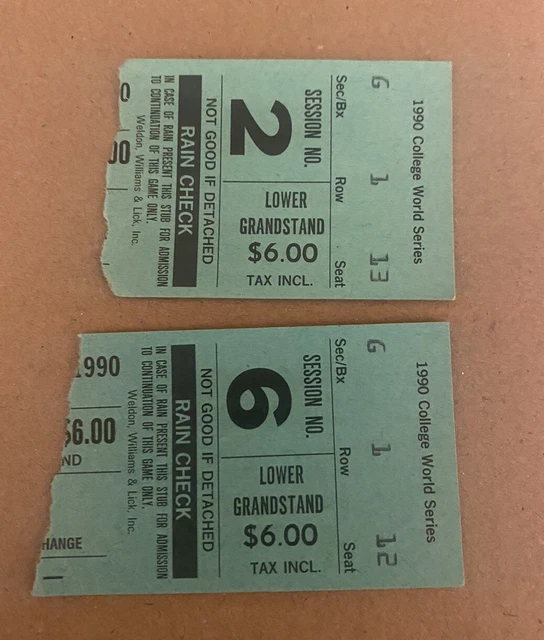 1990 College World Series
G 1 13
Sec/Bx Row Seat
SESSION NO.
2
LOWER
GRANDSTAND
$6.00
TAX INCL.
NOT GOOD IF DETACHED
RAIN CHECK
IN CASE OF RAIN PRESENT THIS STUB FOR ADMISSION
TO CONTINUATION OF THIS GAME ONLY.
Weldon, Williams & Lick, Inc.
0
00
1990 College World Series
G 1 12
Sec/Bx Row Seat
SESSION NO.
6
LOWER
GRANDSTAND
$6.00
TAX INCL.
NOT GOOD IF DETACHED
RAIN CHECK
IN CASE OF RAIN PRESENT THIS STUB FOR ADMISSION
TO CONTINUATION OF THIS GAME ONLY.
Weldon, Williams & Lick, Inc.
1990
$6.00
ND
HANGE